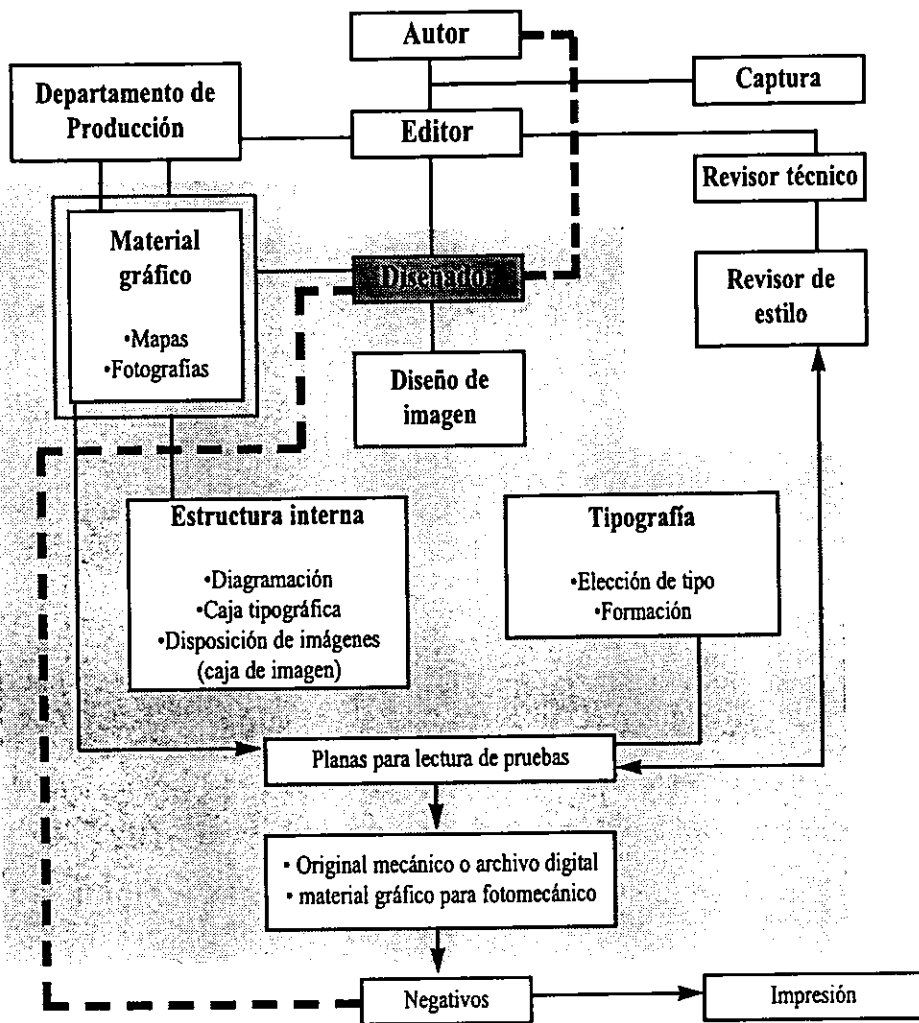 Autor
Captura
Departamento de
Producción
Editor
Revisor técnico
Material
gráfico
•Mapas
•Fotografías
Diseñador
Revisor de
estilo
Diseño de
imagen
Estructura interna
•Diagramación
•Caja tipográfica
•Disposición de imágenes
(caja de imagen)
Tipografía
•Elección de tipo
•Formación
Planas para lectura de pruebas
• Original mecánico o archivo digital
• material gráfico para fotomecánico
Negativos
Impresión